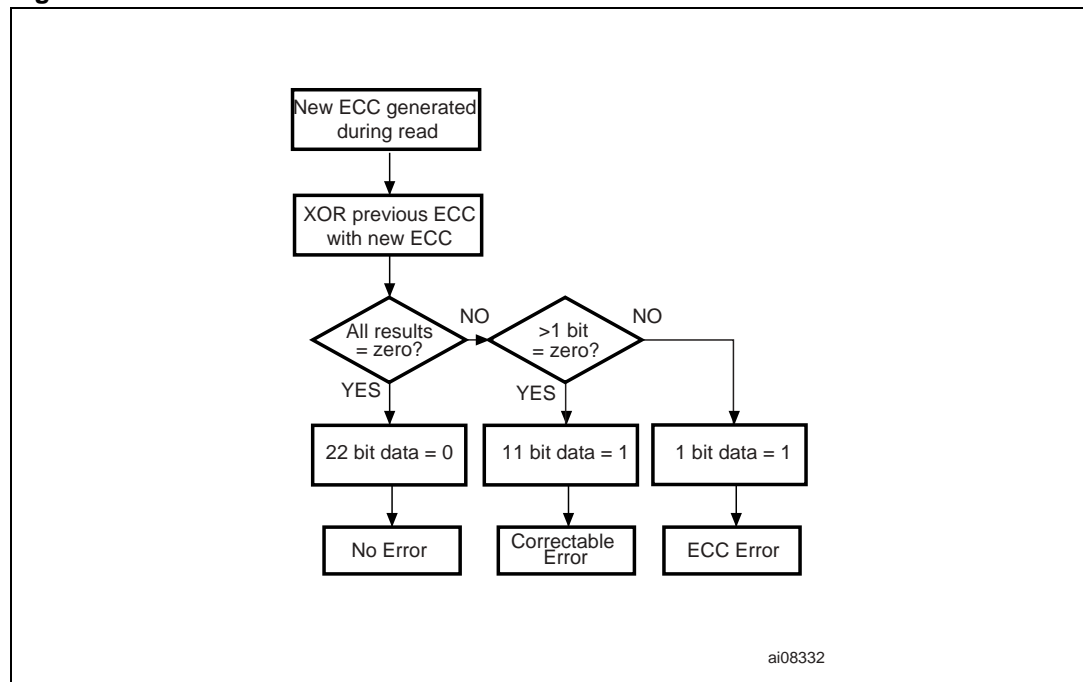 New ECC generated
during read
XOR previous ECC
with new ECC
All results
= zero?
NO
>1 bit
= zero?
NO
YES
YES
22 bit data = 0
11 bit data = 1
1 bit data = 1
No Error
Correctable
Error
ECC Error
ai08332